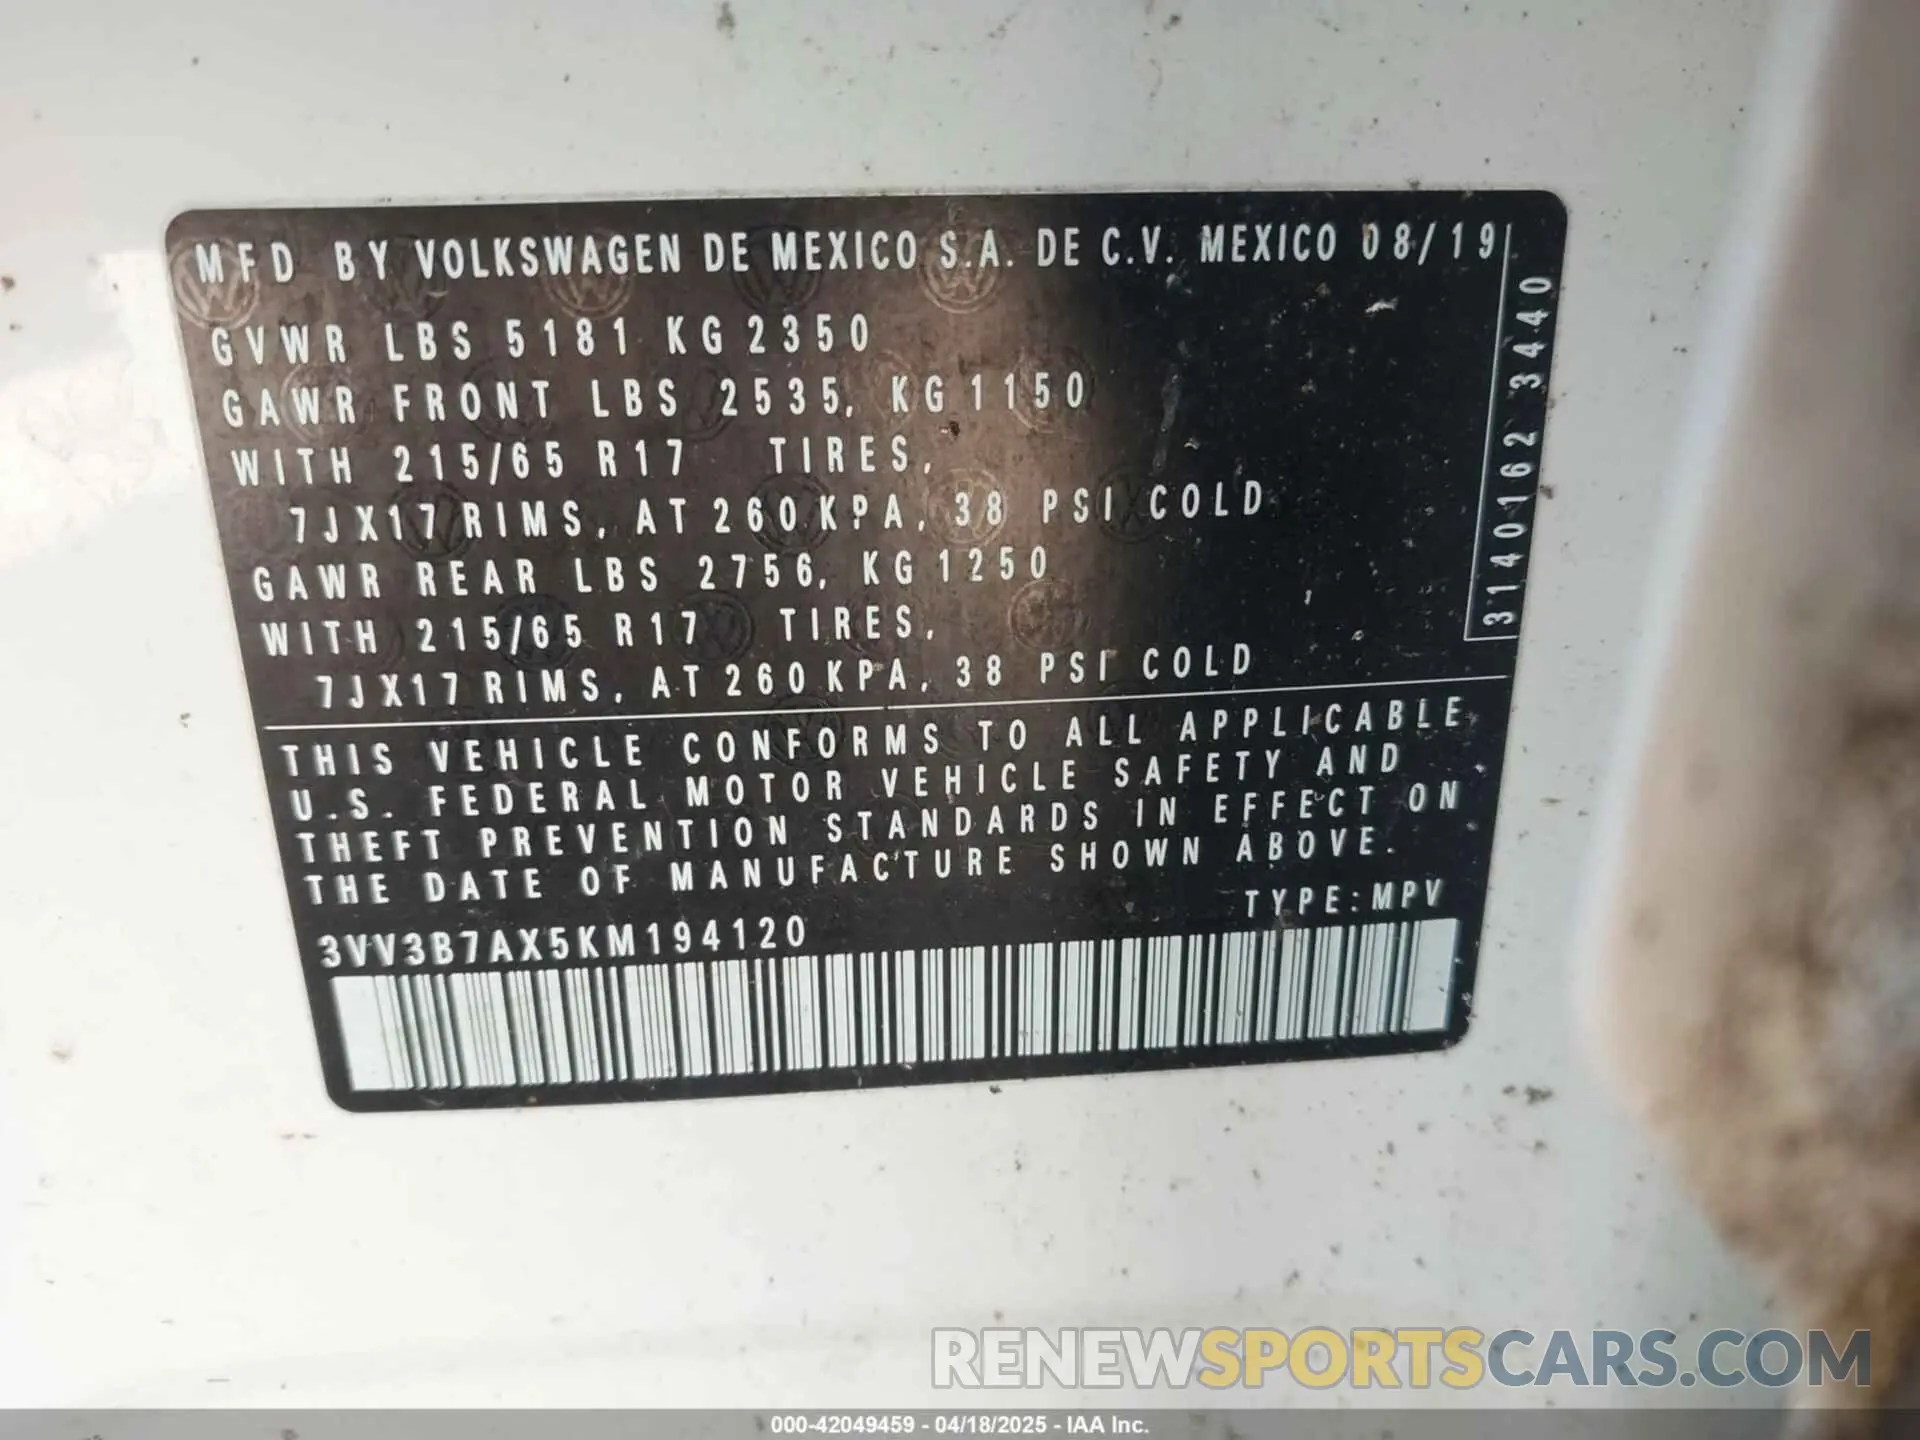 MFD BY VOLKSWAGEN DE MEXICO S.A. DE C.V. MEXICO 08/19
GVWR LBS 5181 KG 2350
GAWR FRONT LBS 2535, KG 1150
WITH 215/65 R17 TIRES,
7JX17 RIMS, AT 260 KPA, 38 PSI COLD
GAWR REAR LBS 2756, KG 1250
WITH 215/65 R17 TIRES,
7JX17 RIMS, AT 260 KPA, 38 PSI COLD
3140162 3440
THIS VEHICLE CONFORMS TO ALL APPLICABLE
U.S. FEDERAL MOTOR VEHICLE SAFETY AND
THEFT PREVENTION STANDARDS IN EFFECT ON
THE DATE OF MANUFACTURE SHOWN ABOVE.
TYPE: MPV
3VV3B7AX5KM194120
RENEWSPORTSCARS.COM
000-42049459 - 04/18/2025 - IAA Inc.